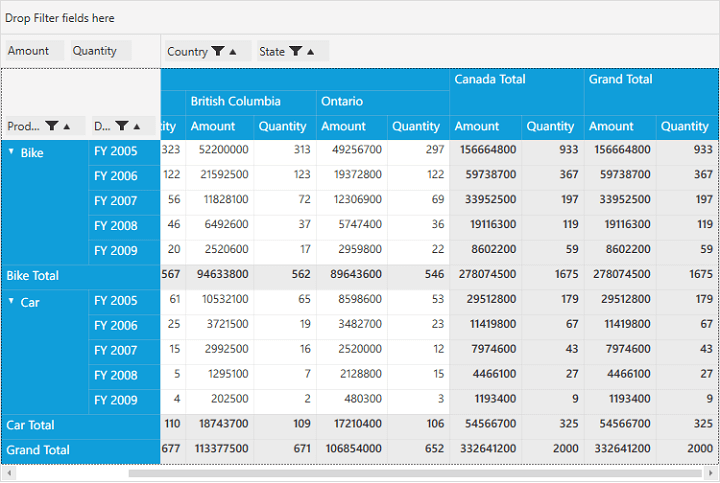 Drop Filter fields here
Amount Quantity Country State
Canada Total Grand Total
British Columbia Ontario
Prod... D... tity Amount Quantity Amount Quantity Amount Quantity Amount Quantity
Bike FY 2005 323 52200000 313 49256700 297 156664800 933 156664800 933
FY 2006 122 21592500 123 19372800 122 59738700 367 59738700 367
FY 2007 56 11828100 72 12306900 69 33952500 197 33952500 197
FY 2008 46 6492600 37 5747400 36 19116300 119 19116300 119
FY 2009 20 2520600 17 2959800 22 8602200 59 8602200 59
Bike Total 567 94633800 562 89643600 546 278074500 1675 278074500 1675
Car FY 2005 61 10532100 65 8598600 53 29512800 179 29512800 179
FY 2006 25 3721500 19 3482700 23 11419800 67 11419800 67
FY 2007 15 2992500 16 2520000 12 7974600 43 7974600 43
FY 2008 5 1295100 7 2128800 15 4466100 27 4466100 27
FY 2009 4 202500 2 480300 3 1193400 9 1193400 9
Car Total 110 18743700 109 17210400 106 54566700 325 54566700 325
Grand Total 677 113377500 671 106854000 652 332641200 2000 332641200 2000